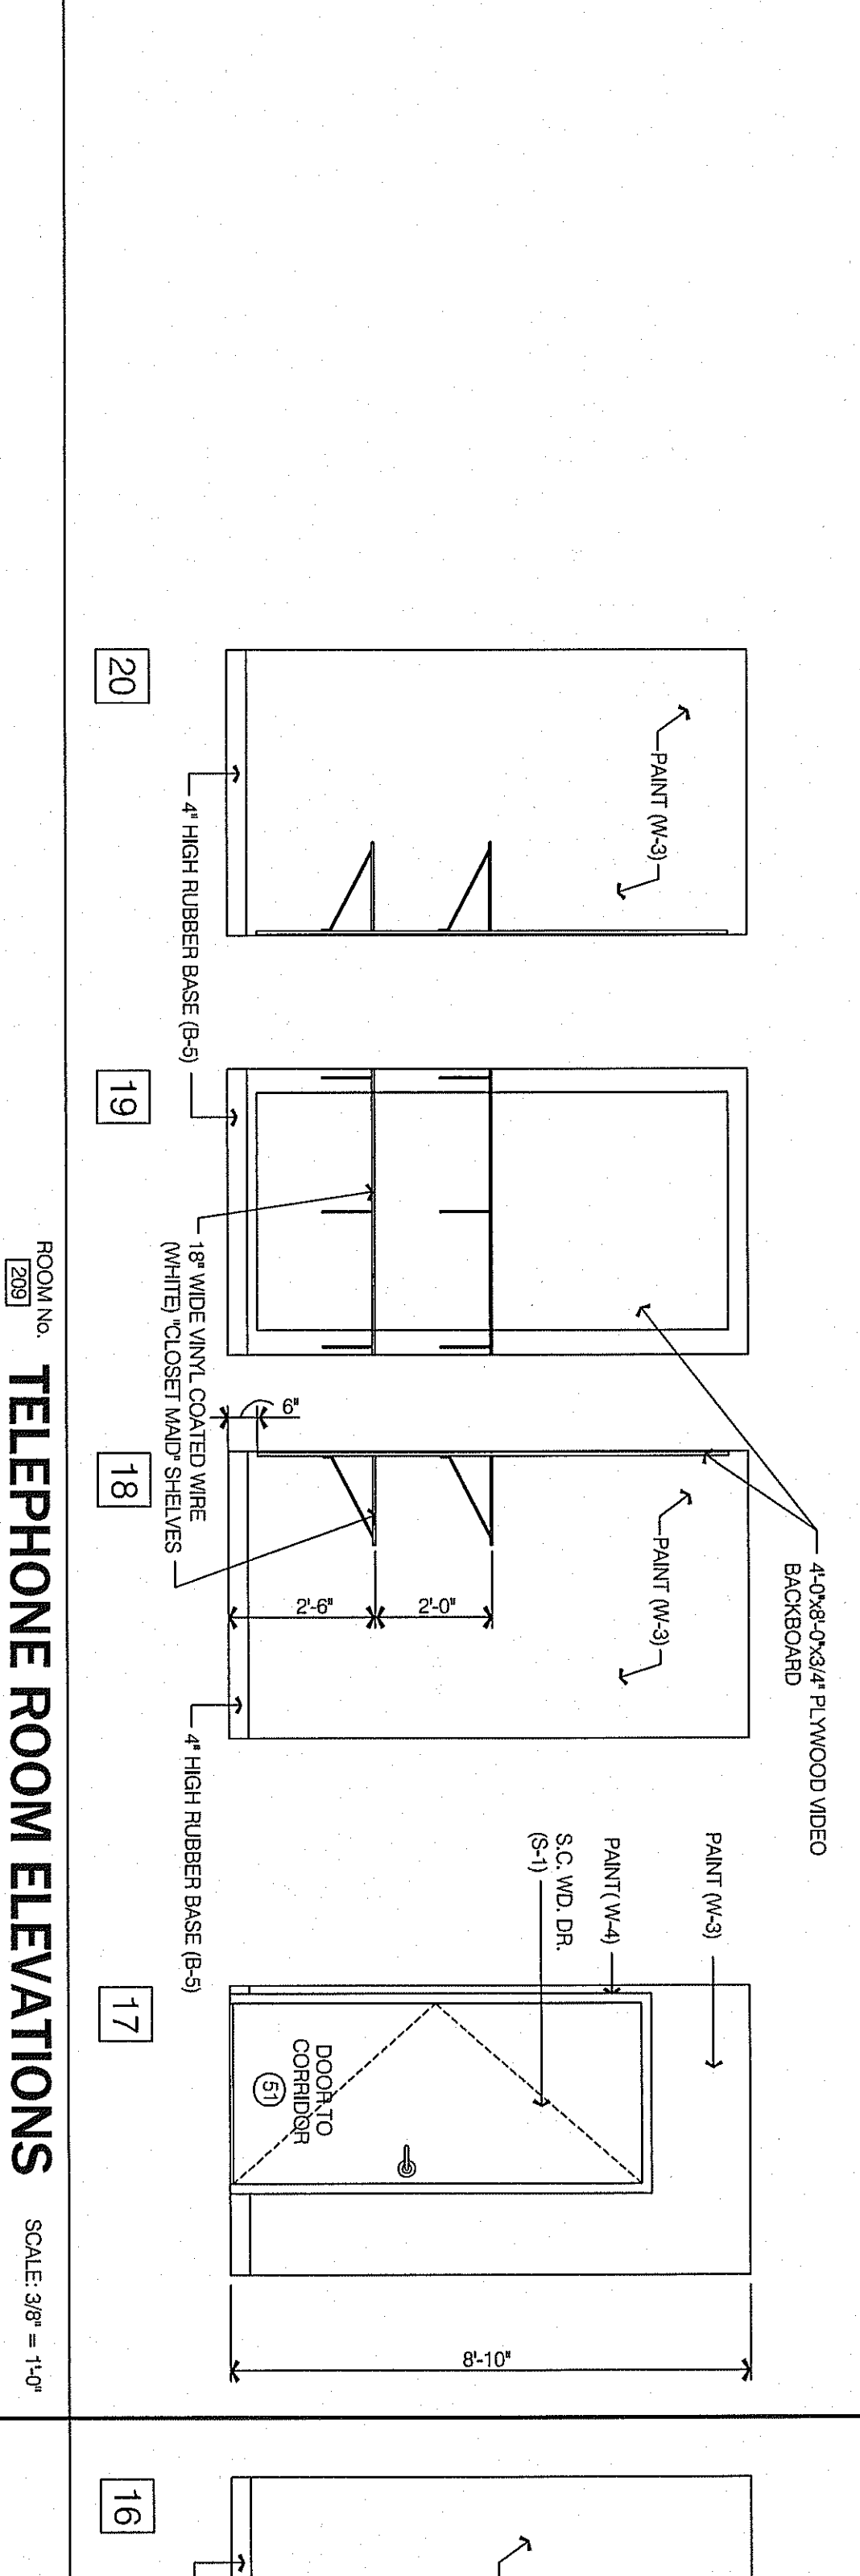 PAINT (W-3)
4" HIGH RUBBER BASE (B-5)
20
19
18" WIDE VINYL COATED WIRE
(WHITE) "CLOSET MAID" SHELVES
4'-0"x8'-0"x3/4" PLYWOOD VIDEO
BACKBOARD
6"
PAINT (W-3)
2'-6"
2'-0"
4" HIGH RUBBER BASE (B-5)
18
PAINT (W-3)
PAINT( W-4)
S.C. WD. DR.
(S-1)
DOOR TO
CORRIDOR
51
8'-10"
17
16
ROOM No.
209
TELEPHONE ROOM ELEVATIONS
SCALE: 3/8" = 1'-0"